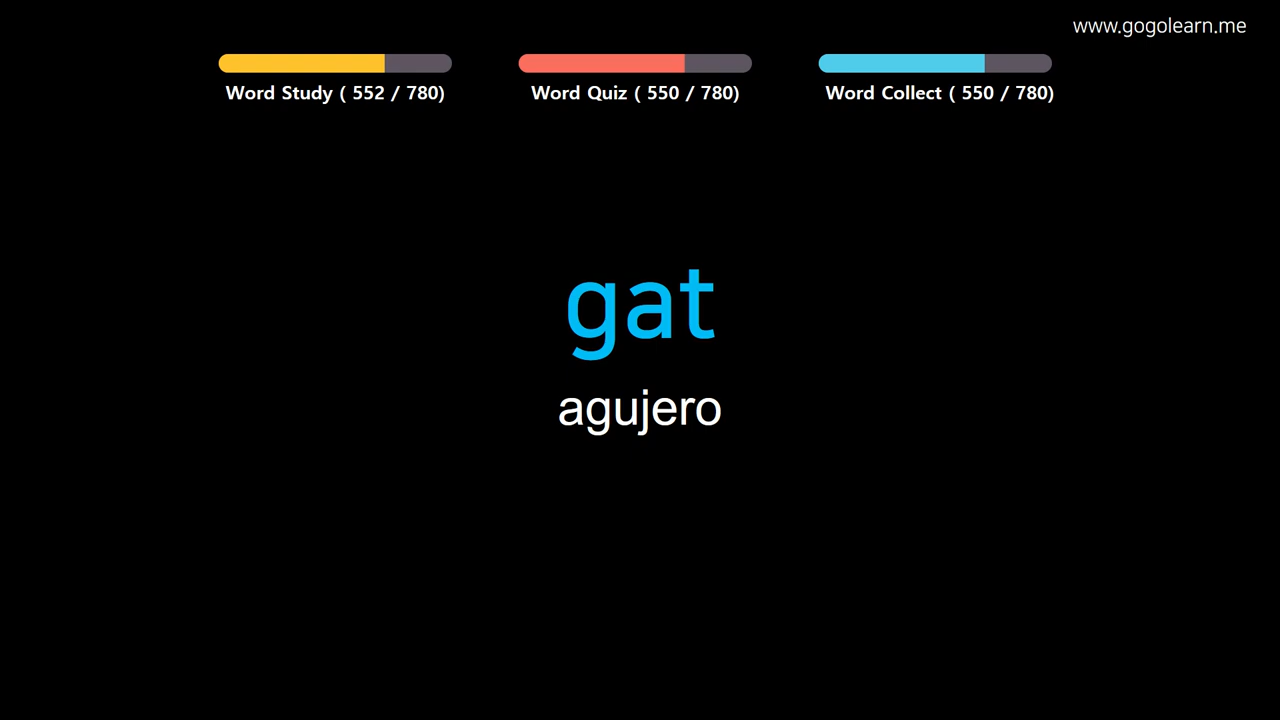 www.gogolearn.me
Word Study ( 552 / 780)
Word Quiz ( 550 / 780)
Word Collect ( 550 / 780)
gat
agujero